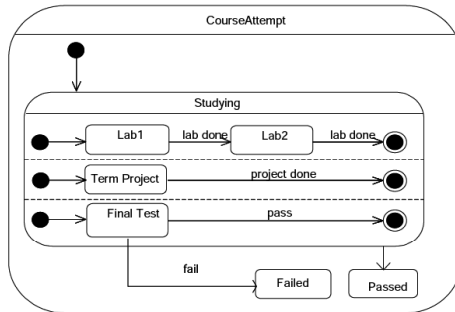 CourseAttempt
Studying
Lab1
lab done
Lab2
lab done
Term Project
project done
Final Test
pass
fail
Failed
Passed